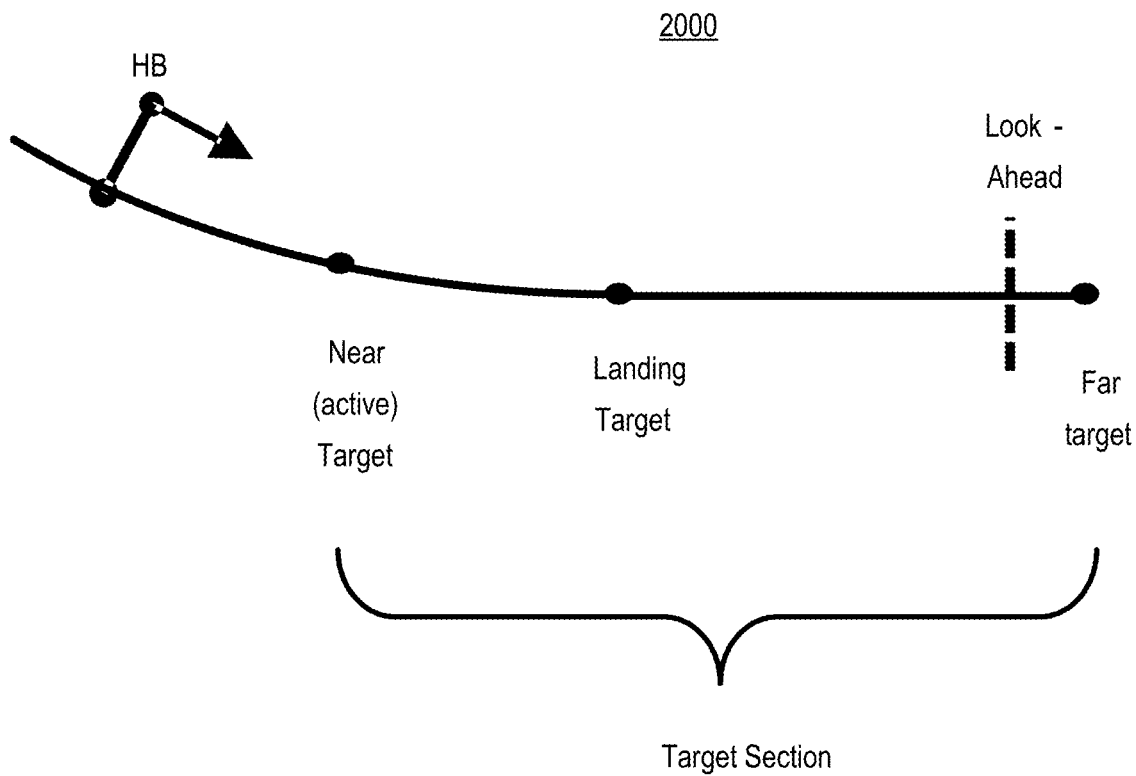 2000
HB
Look -
Ahead
Near
(active)
Target
Landing
Target
Far
target
Target Section